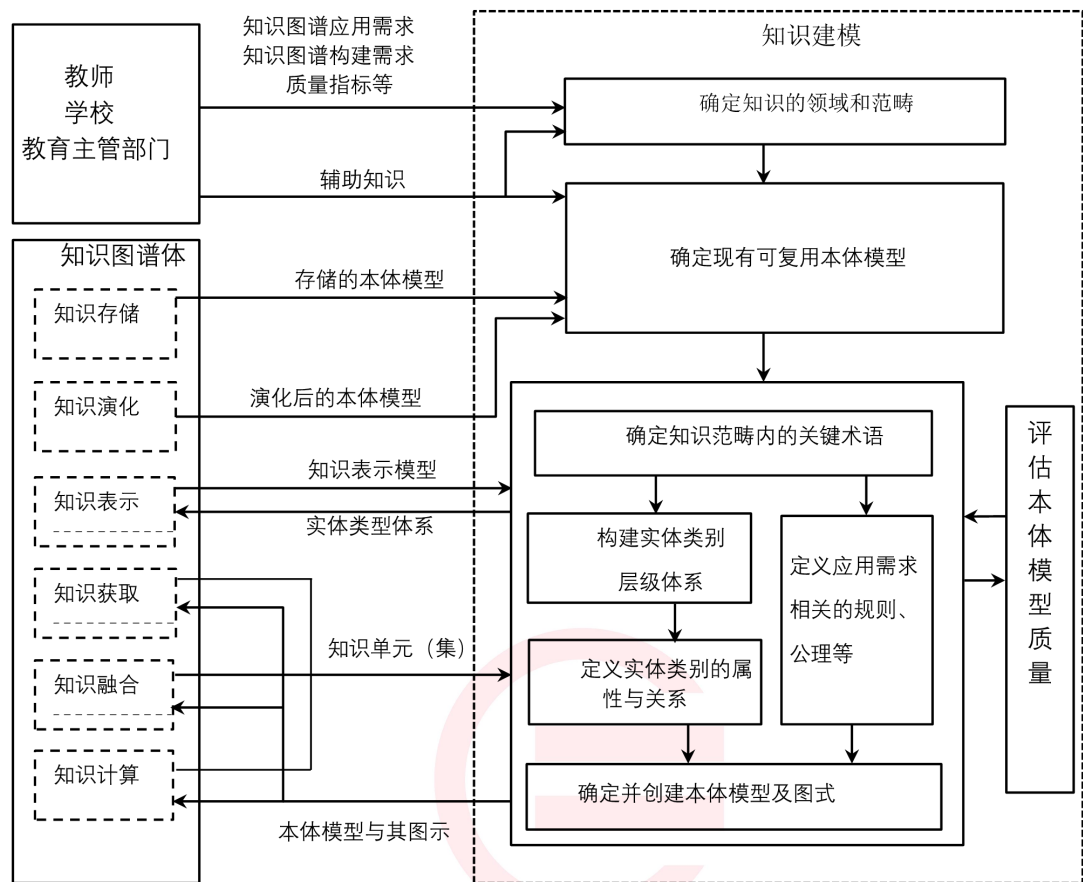 教师
学校
教育主管部门
知识图谱应用需求
知识图谱构建需求
质量指标等
辅助知识
知识图谱体
知识存储
知识演化
知识表示
知识获取
知识融合
知识计算
存储的本体模型
演化后的本体模型
知识表示模型
实体类型体系
知识单元（集）
本体模型与其图示
知识建模
确定知识的领域和范畴
确定现有可复用本体模型
确定知识范畴内的关键术语
构建实体类别
层级体系
定义实体类别的属
性与关系
定义应用需求
相关的规则、
公理等
确定并创建本体模型及图式
评估本体模型质量